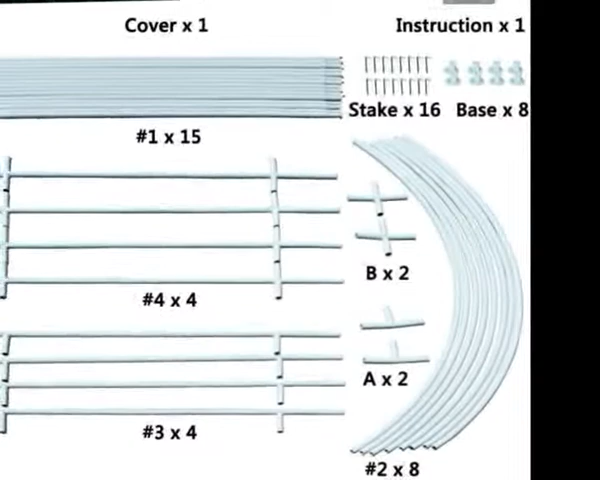 Cover x 1
Instruction x 1
Stake x 16
Base x 8
#1 x 15
B x 2
#4 x 4
A x 2
#3 x 4
#2 x 8